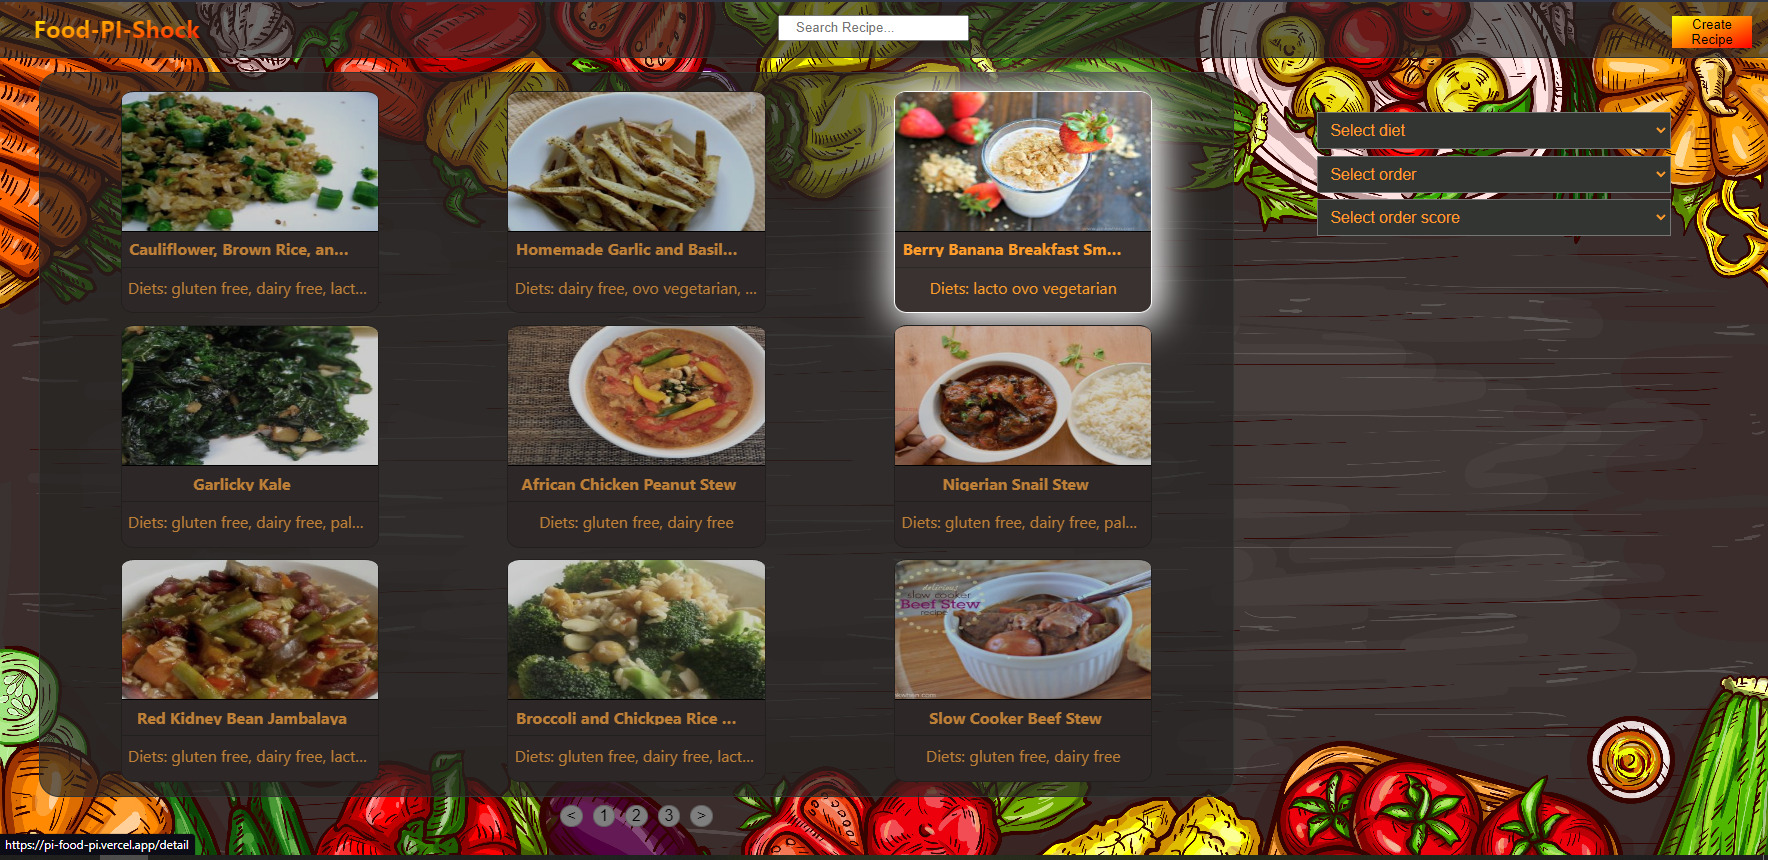 Food-PI-Shock
Search Recipe...
Create
Recipe
Select diet
Select order
Select order score
Cauliflower, Brown Rice, an...
Diets: gluten free, dairy free, lact...
Homemade Garlic and Basil...
Diets: dairy free, ovo vegetarian, ...
Berry Banana Breakfast Sm...
Diets: lacto ovo vegetarian
Garlicky Kale
Diets: gluten free, dairy free, pal...
African Chicken Peanut Stew
Diets: gluten free, dairy free
Nigerian Snail Stew
Diets: gluten free, dairy free, pal...
Red Kidney Bean Jambalaya
Diets: gluten free, dairy free, lact...
Broccoli and Chickpea Rice ...
Diets: gluten free, dairy free, lact...
delicious
slow cooker
Beef Stew
recipe
Slow Cooker Beef Stew
Diets: gluten free, dairy free
< 1 2 3 >
https://pi-food-pi.vercel.app/detail